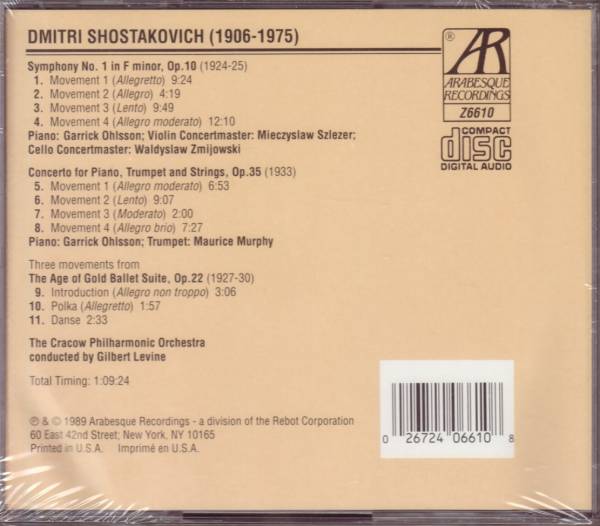 DMITRI SHOSTAKOVICH (1906-1975)
Symphony No. 1 in F minor, Op.10 (1924-25)
1. Movement 1 (Allegretto) 9:24
2. Movement 2 (Allegro) 4:19
3. Movement 3 (Lento) 9:49
4. Movement 4 (Allegro moderato) 12:10
Piano: Garrick Ohlsson; Violin Concertmaster: Mieczyslaw Szlezer;
Cello Concertmaster: Waldyslaw Zmijowski
Concerto for Piano, Trumpet and Strings, Op.35 (1933)
5. Movement 1 (Allegro moderato) 6:53
6. Movement 2 (Lento) 9:07
7. Movement 3 (Moderato) 2:00
8. Movement 4 (Allegro brio) 7:27
Piano: Garrick Ohlsson; Trumpet: Maurice Murphy
Three movements from
The Age of Gold Ballet Suite, Op.22 (1927-30)
9. Introduction (Allegro non troppo) 3:06
10. Polka (Allegretto) 1:57
11. Danse 2:33
The Cracow Philharmonic Orchestra
conducted by Gilbert Levine
Total Timing: 1:09:24
℗ & © 1989 Arabesque Recordings - a division of the Rebot Corporation
60 East 42nd Street; New York, NY 10165
Printed in U.S.A. Imprimé en U.S.A.
® AR
ARABESQUE
RECORDINGS
Z6610
COMPACT
disc
DIGITAL AUDIO
0 26724 06610 8